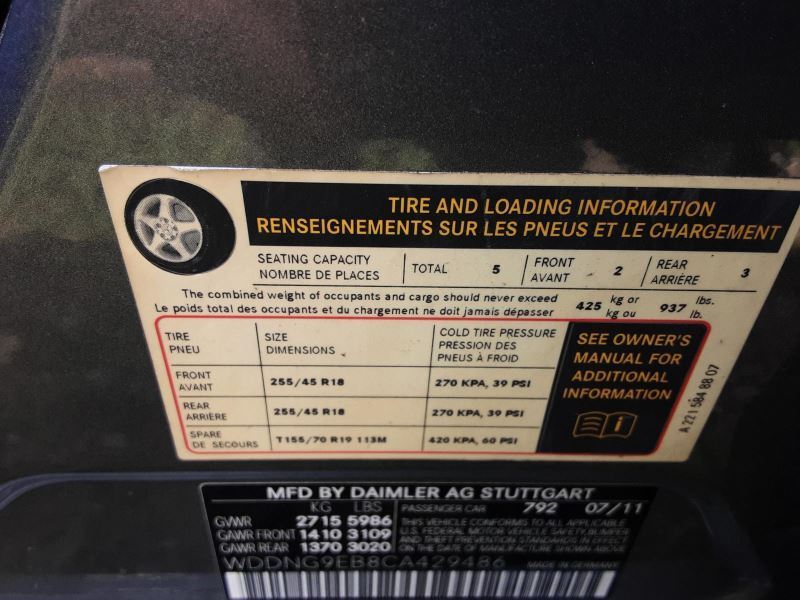 TIRE AND LOADING INFORMATION
RENSEIGNEMENTS SUR LES PNEUS ET LE CHARGEMENT
SEATING CAPACITY
NOMBRE DE PLACES
TOTAL 5
FRONT
AVANT
2
REAR
ARRIÈRE
3
The combined weight of occupants and cargo should never exceed
Le poids total des occupants et du chargement ne doit jamais dépasser
425 kg or
kg ou
937 lbs.
lb.
TIRE
PNEU
SIZE
DIMENSIONS
COLD TIRE PRESSURE
PRESSION DES
PNEUS À FROID
FRONT
AVANT
255/45 R18
270 KPA, 39 PSI
REAR
ARRIÈRE
255/45 R18
270 KPA, 39 PSI
SPARE
DE SECOURS
T155/70 R19 113M
420 KPA, 60 PSI
SEE OWNER'S
MANUAL FOR
ADDITIONAL
INFORMATION
A 221 584 88 07
MFD BY DAIMLER AG STUTTGART
KG LBS
PASSENGER CAR 792 07/11
GVWR 2715 5986
GAWR FRONT 1410 3109
GAWR REAR 1370 3020
THIS VEHICLE CONFORMS TO ALL APPLICABLE
U.S. FEDERAL MOTOR VEHICLE SAFETY,BUMPER
AND THEFT PREVENTION STANDARDS IN EFFECT
ON THE DATE OF MANUFACTURE SHOWN ABOVE.
WDDNG9EB8CA429486